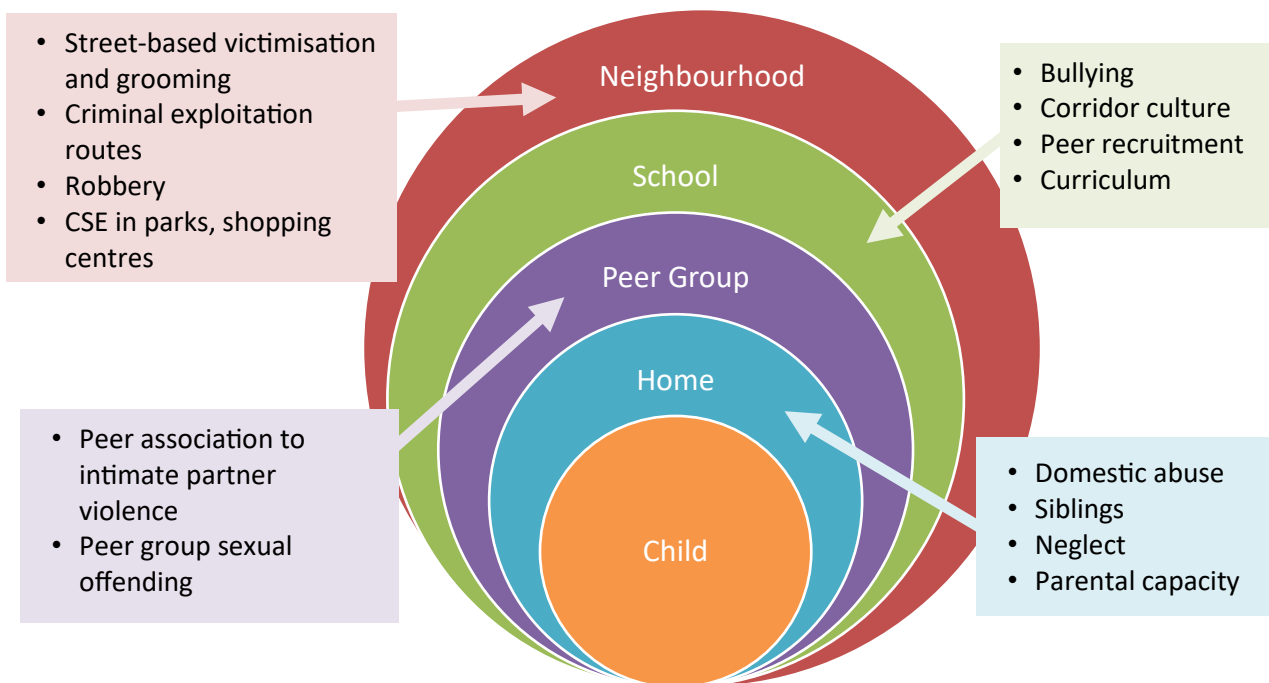 • Street-based victimisation
and grooming
• Criminal exploitation
routes
• Robbery
• CSE in parks, shopping
centres
Neighbourhood
• Bullying
• Corridor culture
• Peer recruitment
• Curriculum
School
Peer Group
Home
• Peer association to
intimate partner
violence
• Peer group sexual
offending
Child
• Domestic abuse
• Siblings
• Neglect
• Parental capacity